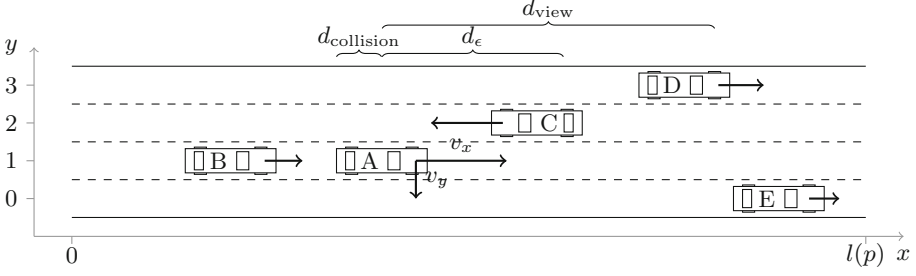 d_view
d_collision d_ϵ
y
3 D
2 C
v_x
1 B A
v_y
0 E
0 l(p) x